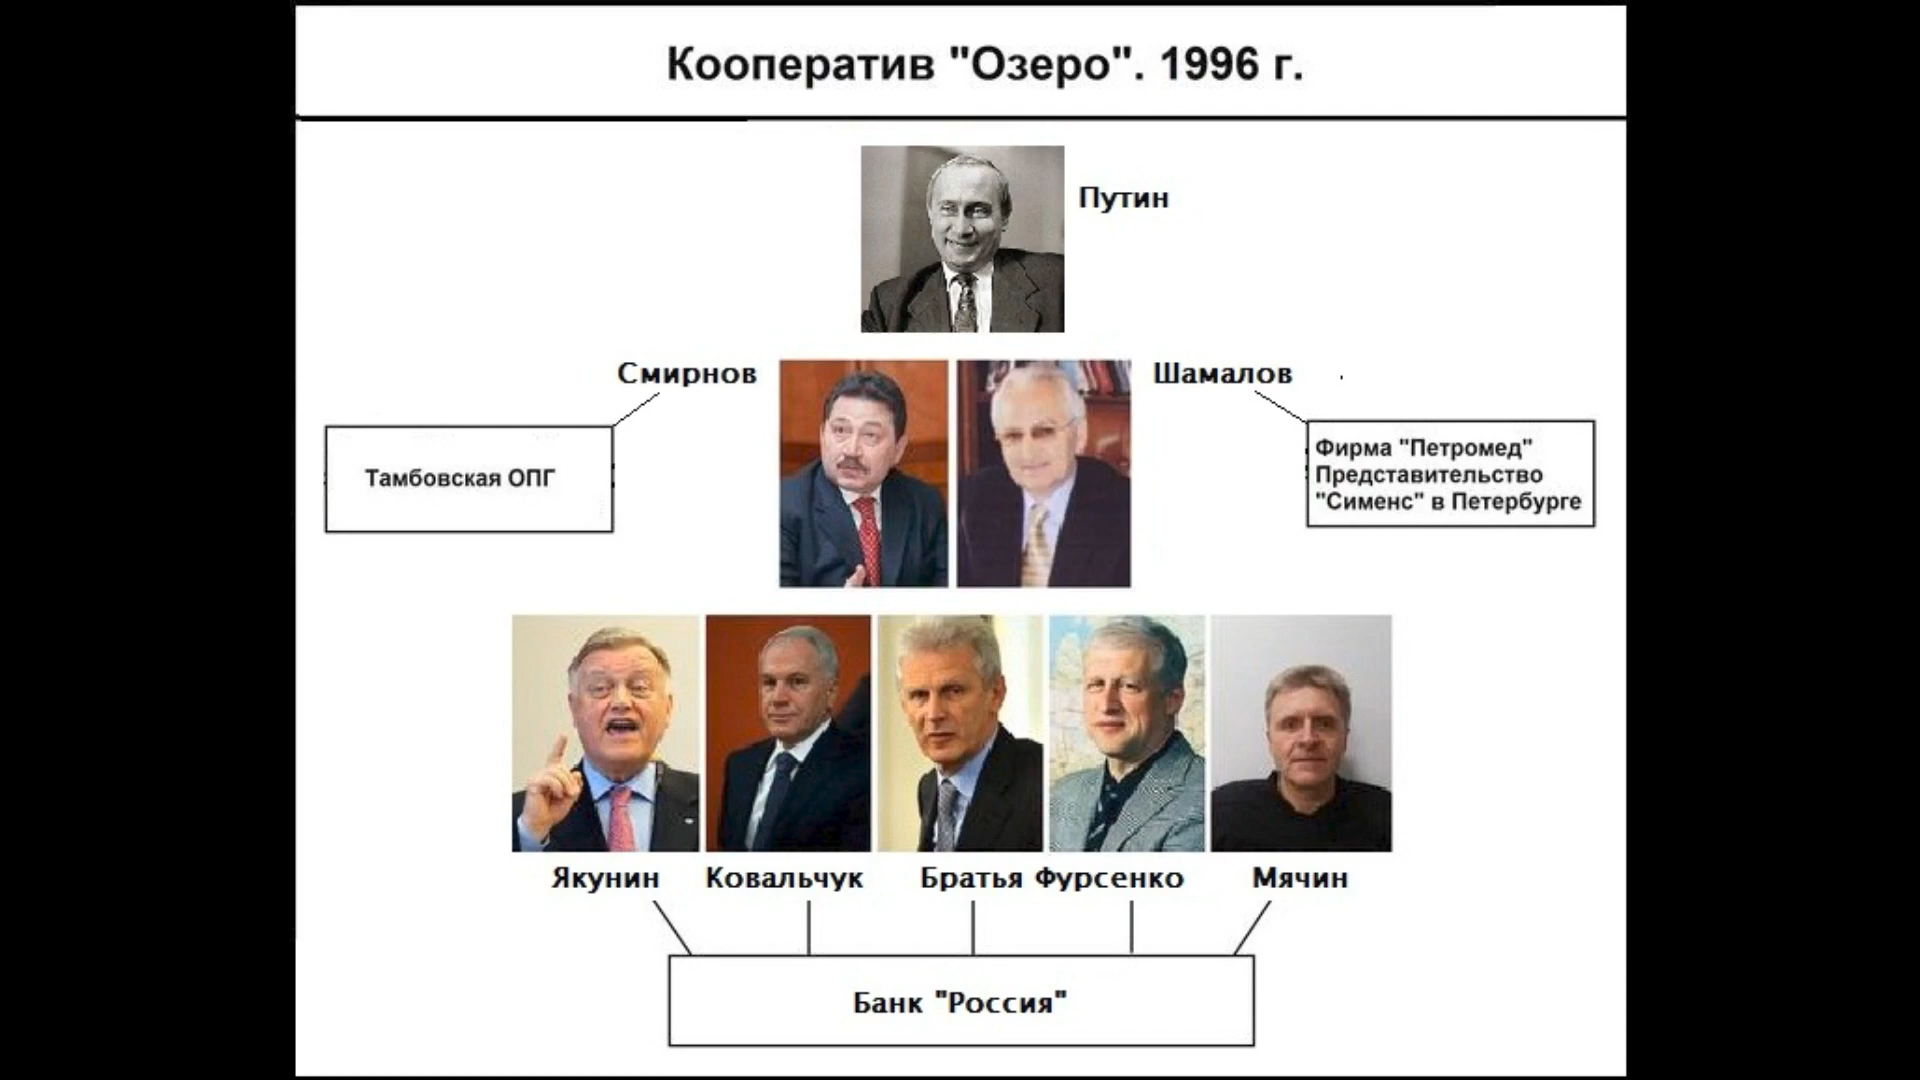 Кооператив "Озеро". 1996 г.
Путин
Смирнов
Шамалов
Тамбовская ОПГ
Фирма "Петромед"
Представительство
"Сименс" в Петербурге
Якунин
Ковальчук
Братья Фурсенко
Мячин
Банк "Россия"